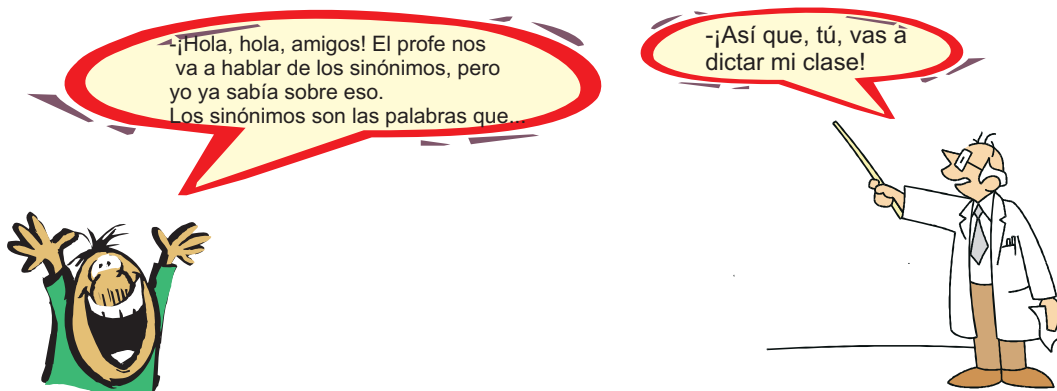 -¡Hola, hola, amigos! El profe nos
va a hablar de los sinónimos, pero
yo ya sabía sobre eso.
Los sinónimos son las palabras que...
-¡Así que, tú, vas a
dictar mi clase!